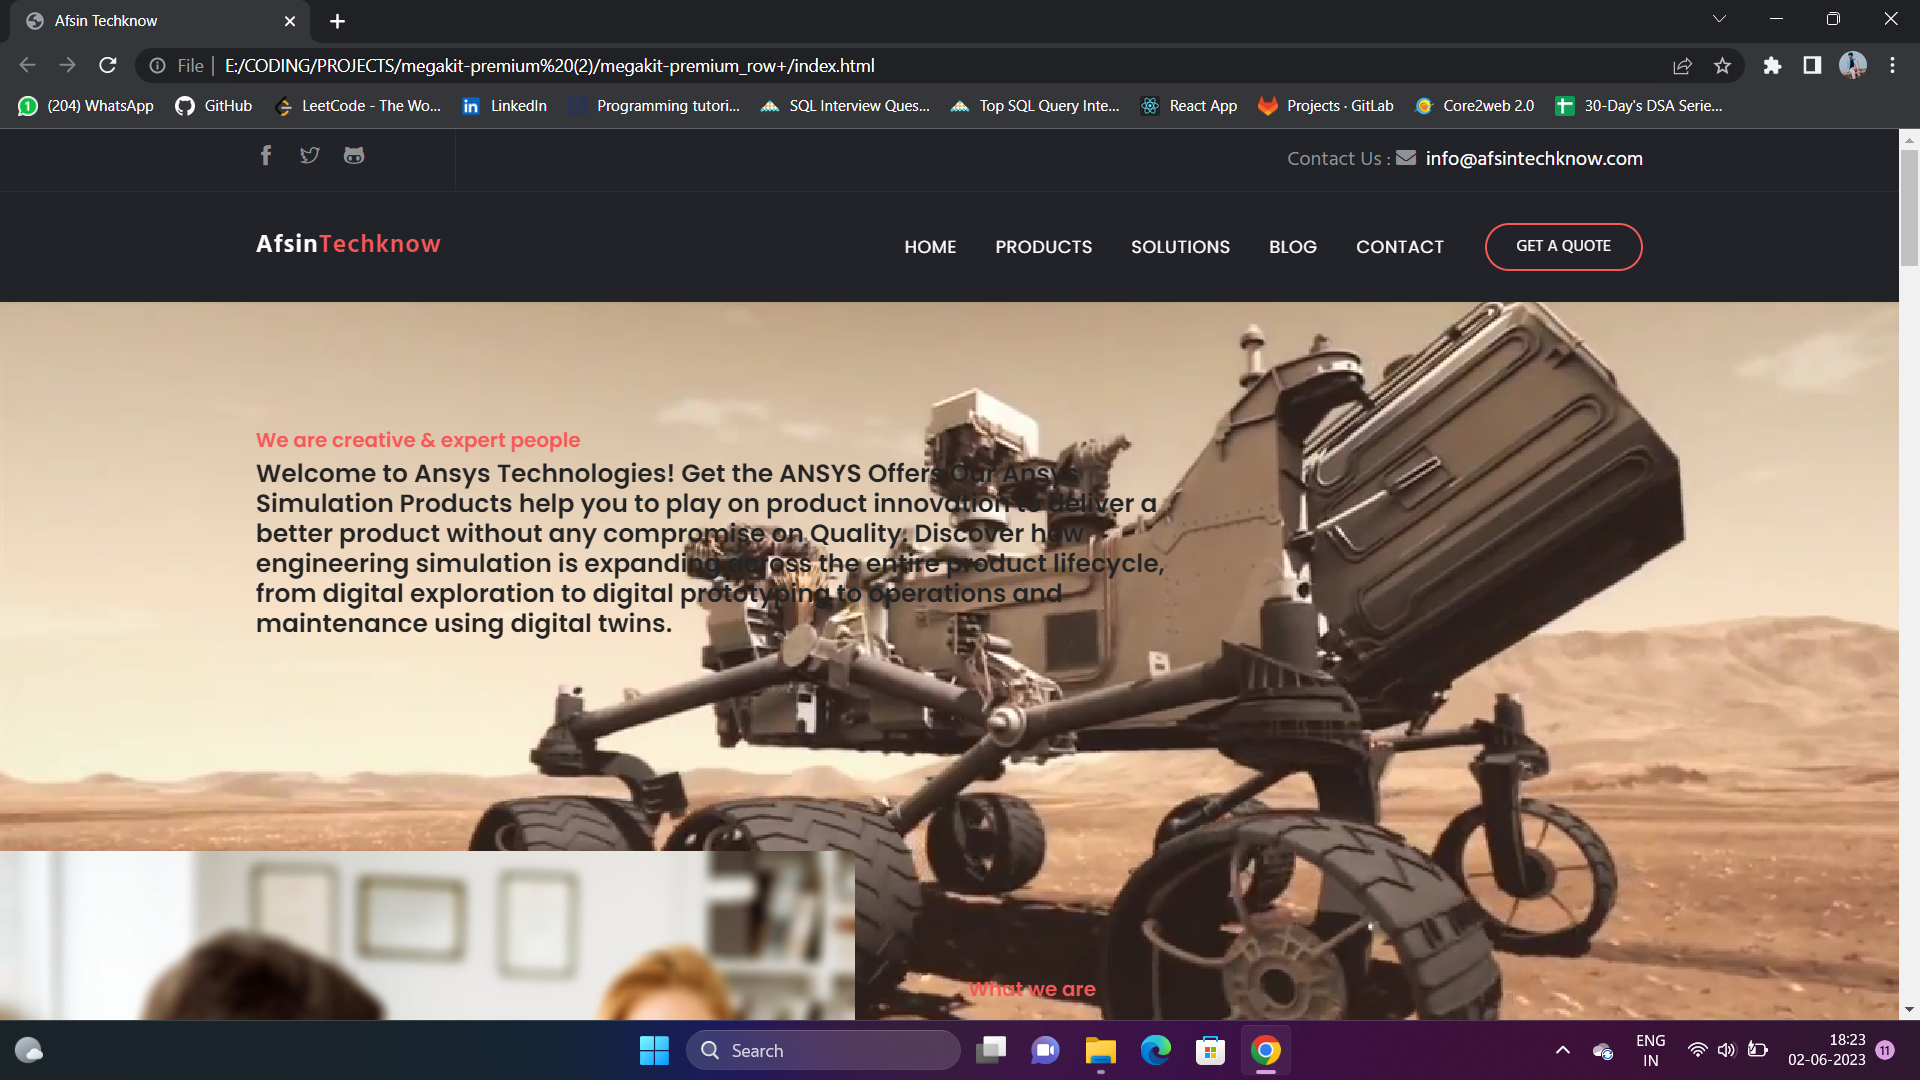 Afsin Techknow
File
E:/CODING/PROJECTS/megakit-premium%20(2)/megakit-premium_row+/index.html
(204) WhatsApp
GitHub
LeetCode - The Wo...
LinkedIn
Programming tutori...
SQL Interview Ques...
Top SQL Query Inte...
React App
Projects · GitLab
Core2web 2.0
30-Day's DSA Serie...
Contact Us :
info@afsintechknow.com
AfsinTechknow
HOME
PRODUCTS
SOLUTIONS
BLOG
CONTACT
GET A QUOTE
We are creative & expert people
Welcome to Ansys Technologies! Get the ANSYS Offers Our Ansys
Simulation Products help you to play on product innovation to deliver a
better product without any compromise on Quality. Discover how
engineering simulation is expanding across the entire product lifecycle,
from digital exploration to digital prototyping to operations and
maintenance using digital twins.
What we are
Search
ENG
IN
18:23
02-06-2023
11